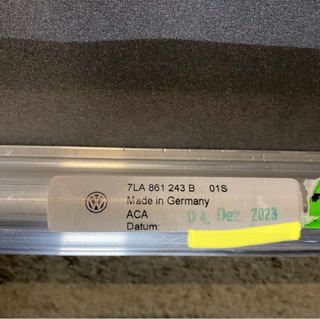 7LA 861 243 B 01S
Made in Germany
ACA 04. Dez. 2023
Datum: